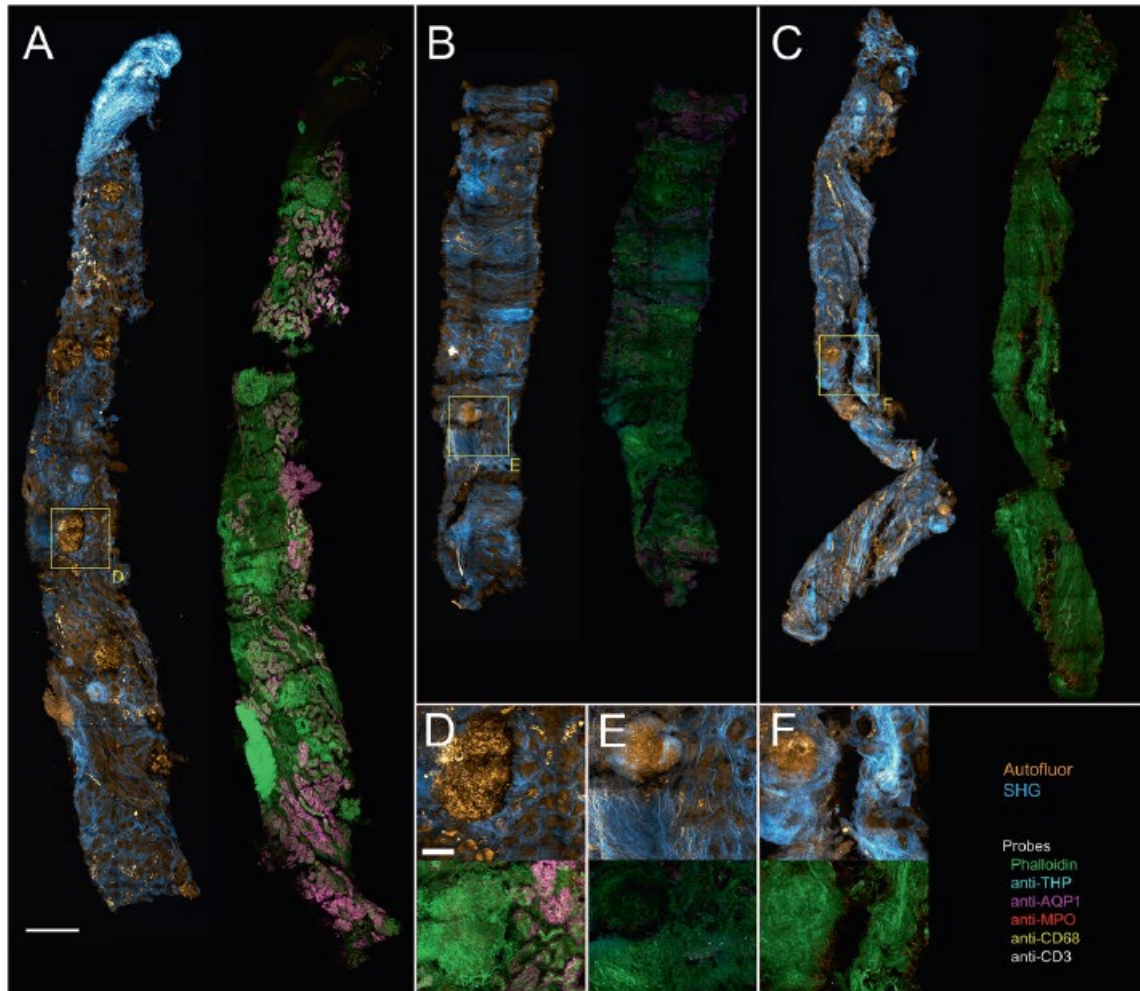 A
B
C
D
E
F
D
E
F
Autofluor
SHG
Probes
Phalloidin
anti-THP
anti-AQP1
anti-MPO
anti-CD68
anti-CD3